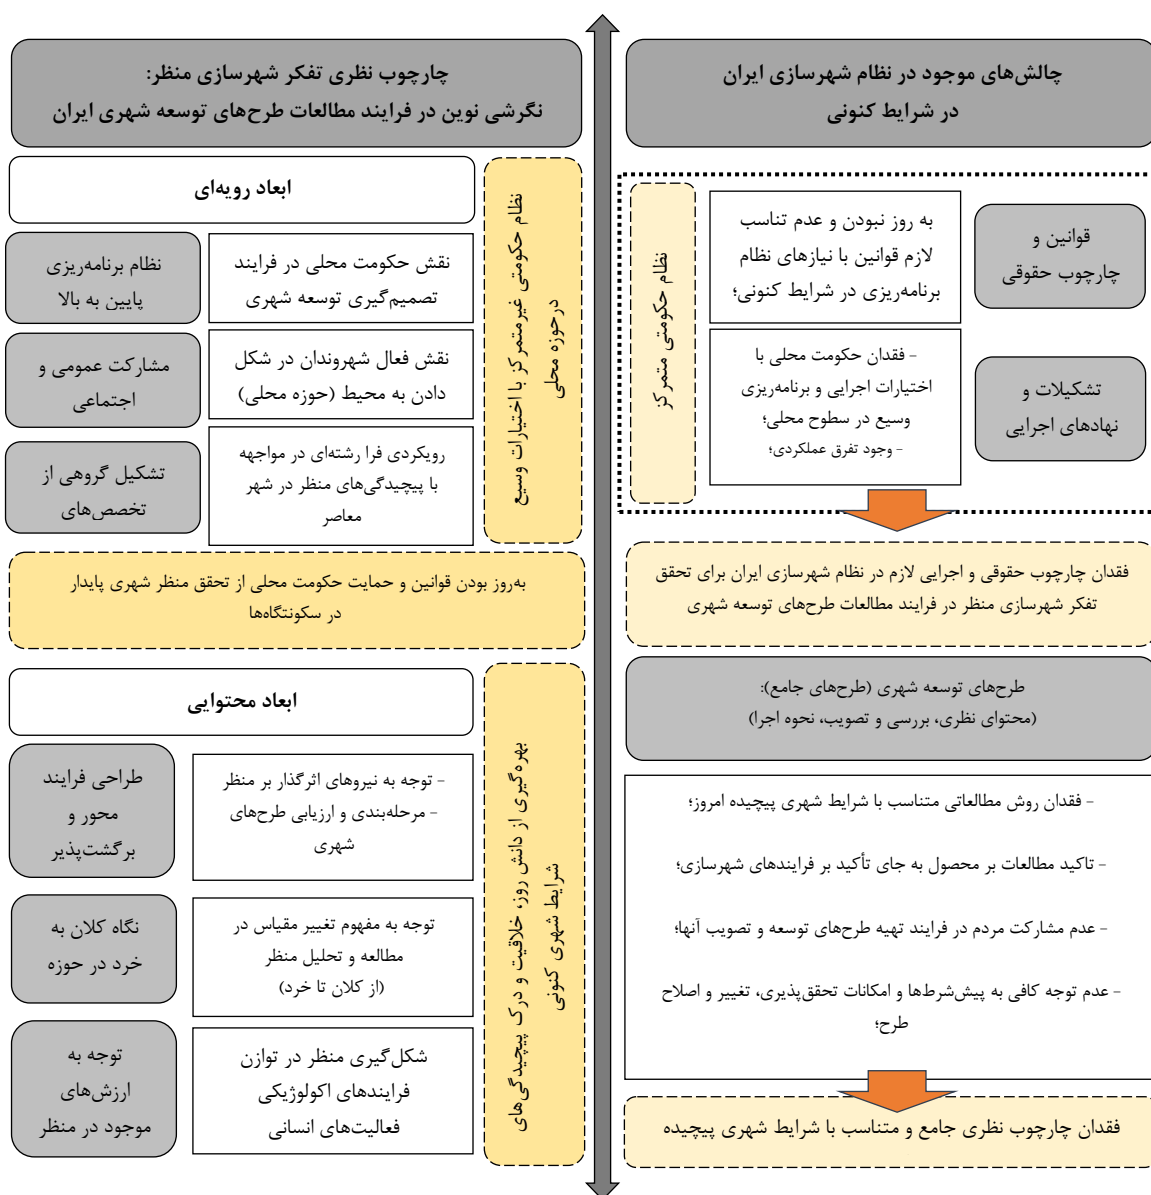 چالش‌های موجود در نظام شهرسازی ایران
در شرایط کنونی
قوانین و
چارچوب حقوقی
به روز نبودن و عدم تناسب
لازم قوانین با نیازهای نظام
برنامه‌ریزی در شرایط کنونی؛
نظام حکومتی متمرکز
تشکیلات و
نهادهای اجرایی
- فقدان حکومت محلی با
اختیارات اجرایی و برنامه‌ریزی
وسیع در سطوح محلی؛
- وجود تفرق عملکردی؛
فقدان چارچوب حقوقی و اجرایی لازم در نظام شهرسازی ایران برای تحقق
تفکر شهرسازی منظر در فرایند مطالعات طرح‌های توسعه شهری
طرح‌های توسعه شهری (طرح‌های جامع):
(محتوای نظری، بررسی و تصویب، نحوه اجرا)
- فقدان روش مطالعاتی متناسب با شرایط شهری پیچیده امروز؛
- تاکید مطالعات بر محصول به جای تأکید بر فرایندهای شهرسازی؛
- عدم مشارکت مردم در فرایند تهیه طرح‌های توسعه و تصویب آنها؛
- عدم توجه کافی به پیش‌شرط‌ها و امکانات تحقق‌پذیری، تغییر و اصلاح
طرح؛
فقدان چارچوب نظری جامع و متناسب با شرایط شهری پیچیده
چارچوب نظری تفکر شهرسازی منظر:
نگرشی نوین در فرایند مطالعات طرح‌های توسعه شهری ایران
نظام حکومتی غیرمتمرکز با اختیارات وسیع
درحوزه محلی
ابعاد رویه‌ای
نقش حکومت محلی در فرایند
تصمیم‌گیری توسعه شهری
نظام برنامه‌ریزی
پایین به بالا
نقش فعال شهروندان در شکل
دادن به محیط (حوزه محلی)
مشارکت عمومی و
اجتماعی
رویکردی فرا رشته‌ای در مواجهه
با پیچیدگی‌های منظر در شهر
معاصر
تشکیل گروهی از
تخصص‌های
به‌روز بودن قوانین و حمایت حکومت محلی از تحقق منظر شهری پایدار
در سکونتگاه‌ها
بهره‌گیری از دانش روز، خلاقیت و درک پیچیدگی‌های
شرایط شهری کنونی
ابعاد محتوایی
- توجه به نیروهای اثرگذار بر منظر
- مرحله‌بندی و ارزیابی طرح‌های
شهری
طراحی فرایند
محور و
برگشت‌پذیر
توجه به مفهوم تغییر مقیاس در
مطالعه و تحلیل منظر
(از کلان تا خرد)
نگاه کلان به
خرد در حوزه
شکل‌گیری منظر در توازن
فرایندهای اکولوژیکی
فعالیت‌های انسانی
توجه به
ارزش‌های
موجود در منظر